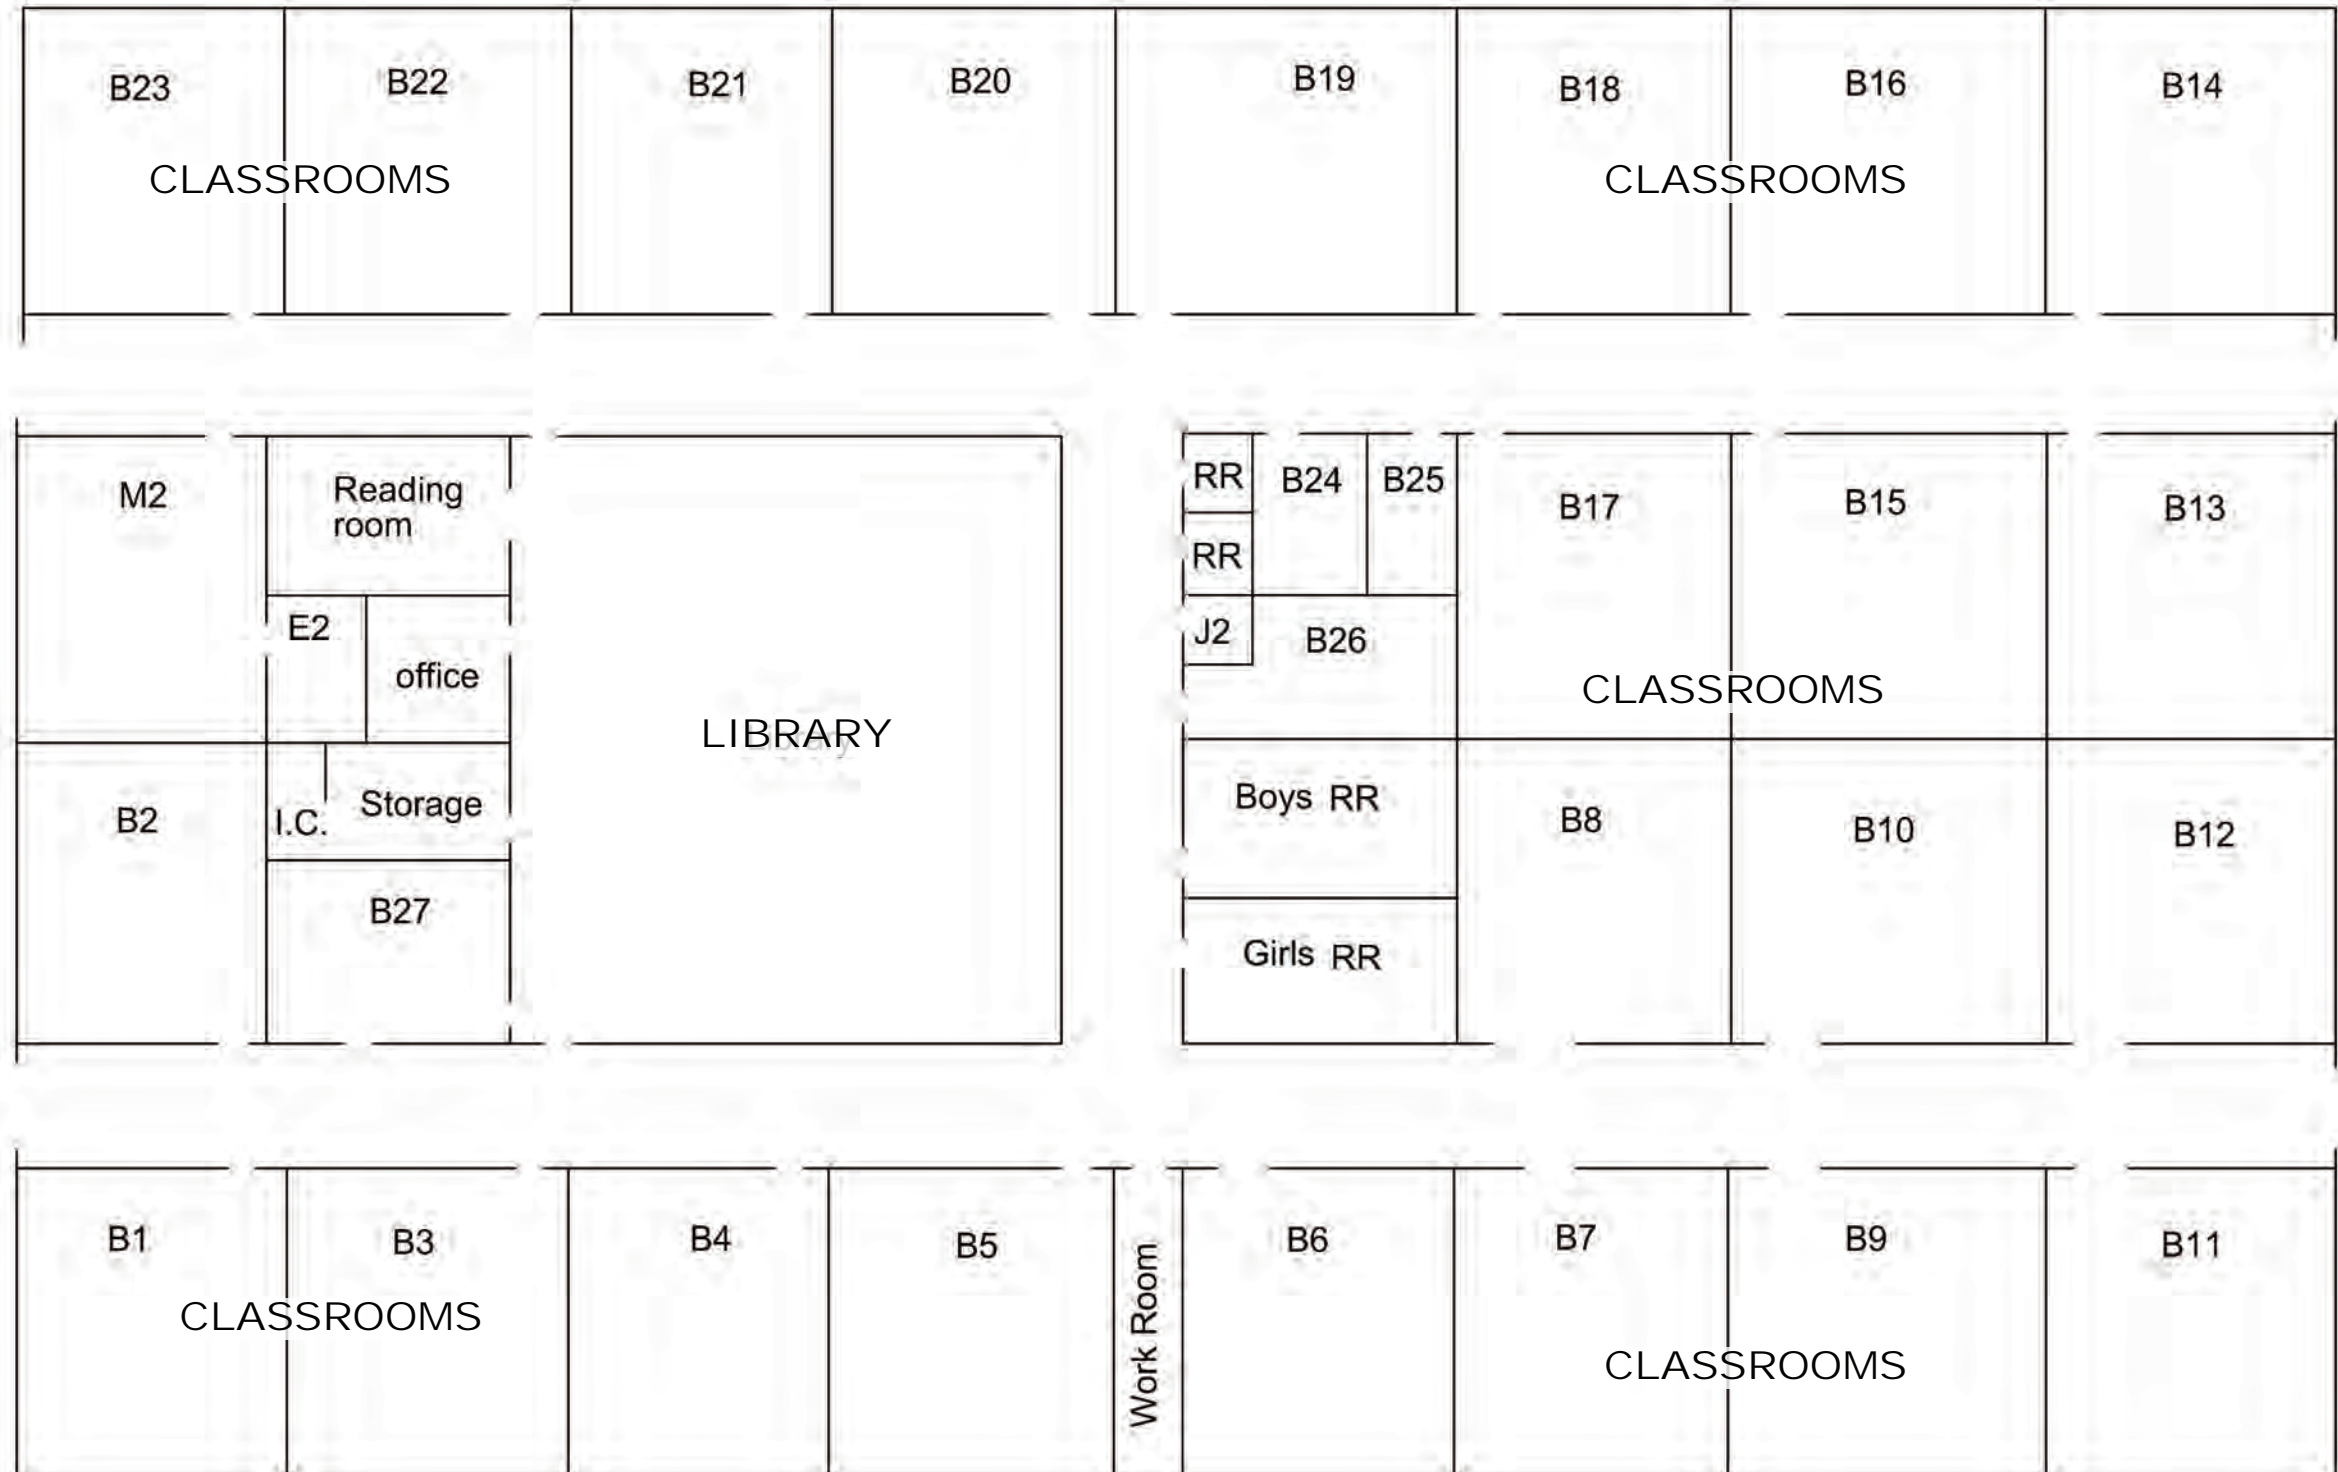 B23
B22
B21
B20
B19
B18
B16
B14
CLASSROOMS
CLASSROOMS
M2
Reading
room
RR
B24
B25
B17
B15
B13
RR
E2
J2
B26
office
CLASSROOMS
LIBRARY
B2
I.C.
Storage
Boys RR
B8
B10
B12
B27
Girls RR
B1
B3
B4
B5
Work Room
B6
B7
B9
B11
CLASSROOMS
CLASSROOMS